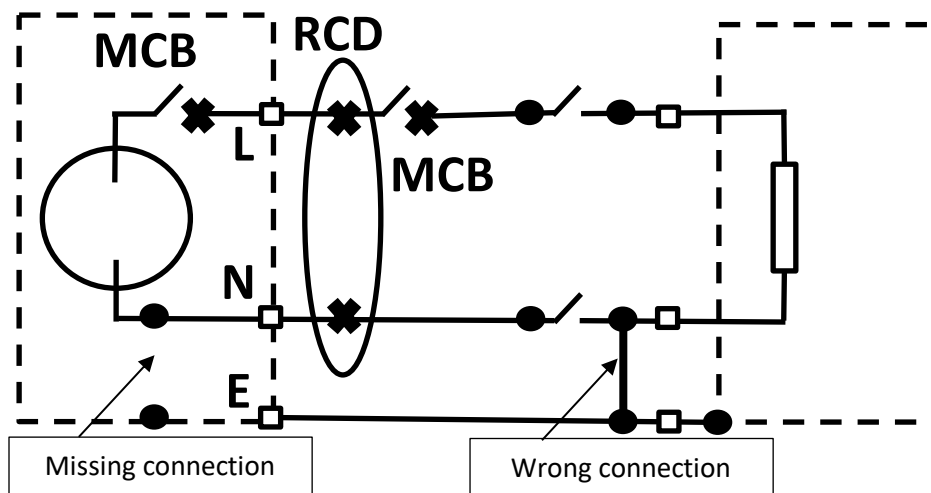 RCD
MCB
L
MCB
N
E
Missing connection
Wrong connection